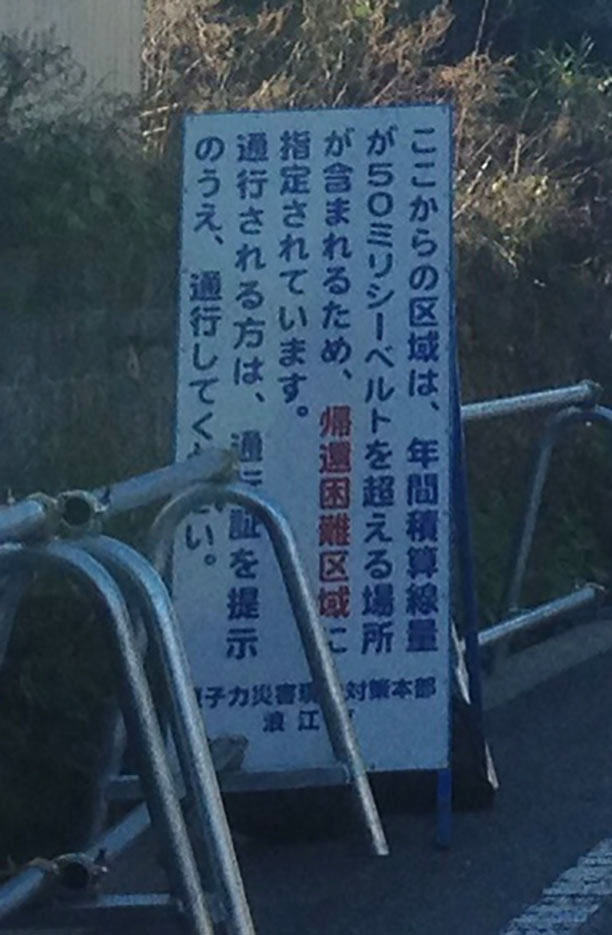 ここからの区域は、年間積算線量
が50ミリシーベルトを超える場所
が含まれるため、帰還困難区域に
指定されています。
通行される方は、通行証を提示
のうえ、通行してください。
子力災害現 対策本部
浪江